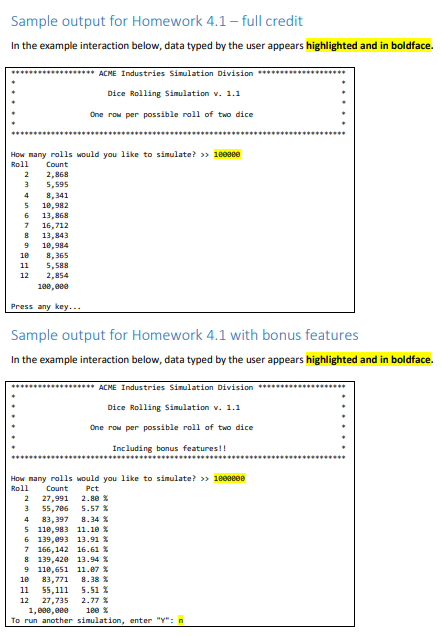 Sample output for Homework 4.1 – full credit
In the example interaction below, data typed by the user appears highlighted and in boldface.
******************* ACME Industries Simulation Division ********************
* *
* Dice Rolling Simulation v. 1.1 *
* *
* One row per possible roll of two dice *
* *
****************************************************************************
How many rolls would you like to simulate? >> 100000
Roll Count
2 2,868
3 5,595
4 8,341
5 10,982
6 13,868
7 16,712
8 13,843
9 10,984
10 8,365
11 5,588
12 2,854
100,000
Press any key...
Sample output for Homework 4.1 with bonus features
In the example interaction below, data typed by the user appears highlighted and in boldface.
******************* ACME Industries Simulation Division ********************
* *
* Dice Rolling Simulation v. 1.1 *
* *
* One row per possible roll of two dice *
* *
* Including bonus features!! *
****************************************************************************
How many rolls would you like to simulate? >> 1000000
Roll Count Pct
2 27,991 2.80 %
3 55,706 5.57 %
4 83,397 8.34 %
5 110,983 11.10 %
6 139,093 13.91 %
7 166,142 16.61 %
8 139,420 13.94 %
9 110,651 11.07 %
10 83,771 8.38 %
11 55,111 5.51 %
12 27,735 2.77 %
1,000,000 100 %
To run another simulation, enter "Y": n